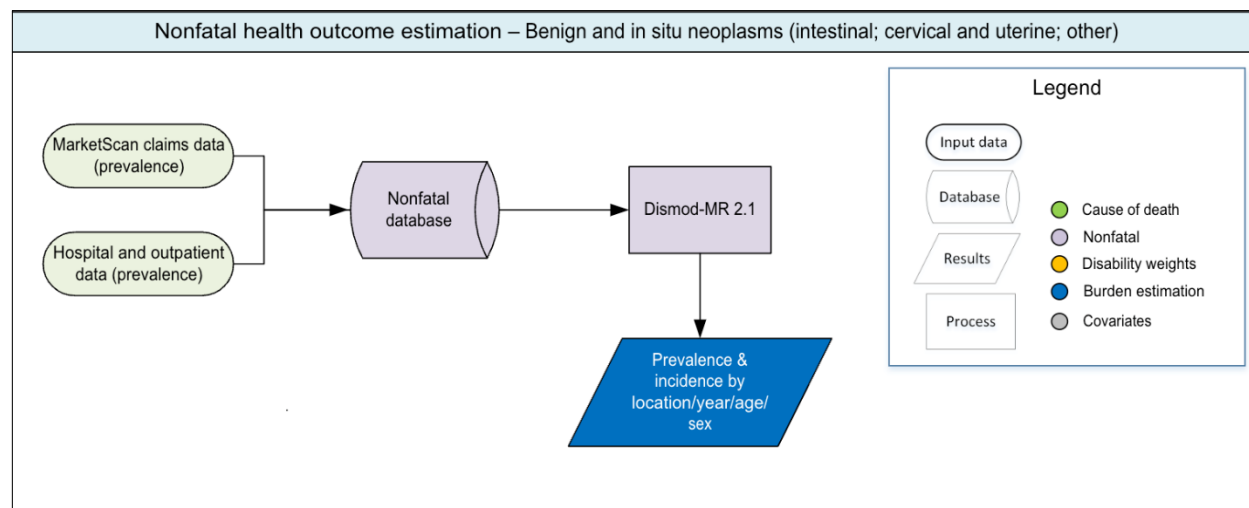 Nonfatal health outcome estimation – Benign and in situ neoplasms (intestinal; cervical and uterine; other)
MarketScan claims data
(prevalence)
Hospital and outpatient
data (prevalence)
Nonfatal
database
Dismod-MR 2.1
Prevalence &
incidence by
location/year/age/
sex
Legend
Input data
Database
Results
Process
Cause of death
Nonfatal
Disability weights
Burden estimation
Covariates